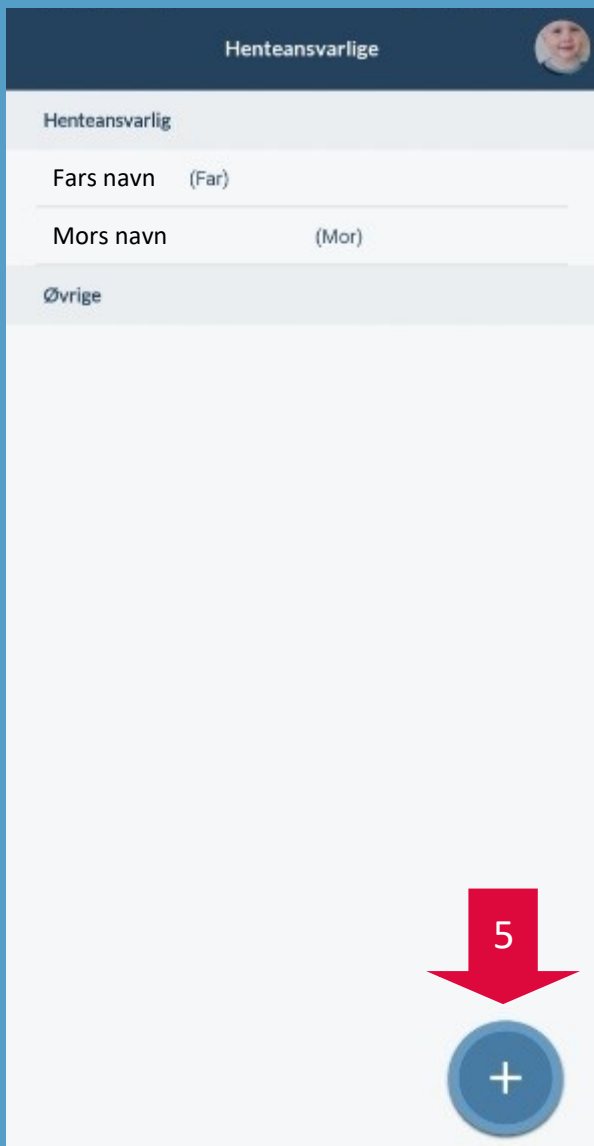 Henteansvarlige
Henteansvarlig
Fars navn (Far)
Mors navn (Mor)
Øvrige
5
+